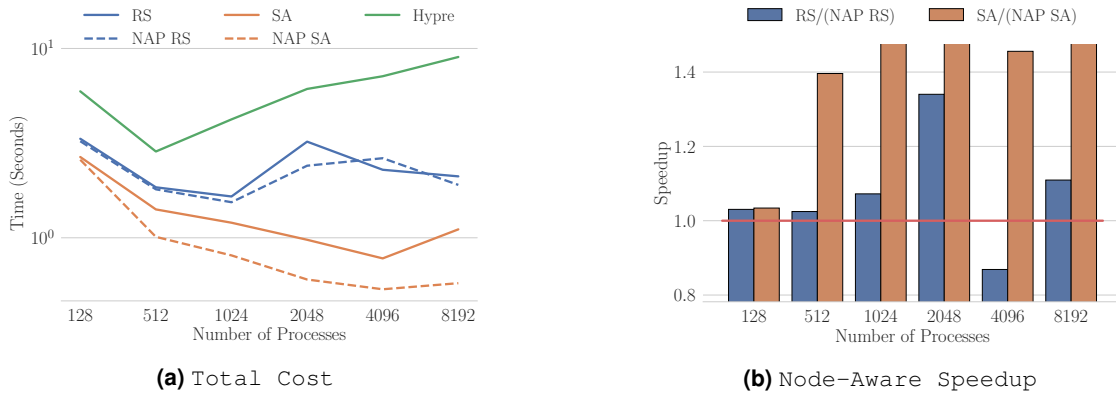 RS
SA
Hypre
NAP RS
NAP SA
10¹
10⁰
Time (Seconds)
128 512 1024 2048 4096 8192
Number of Processes
(a) Total Cost
RS/(NAP RS)
SA/(NAP SA)
1.4
1.2
1.0
0.8
Speedup
128 512 1024 2048 4096 8192
Number of Processes
(b) Node-Aware Speedup